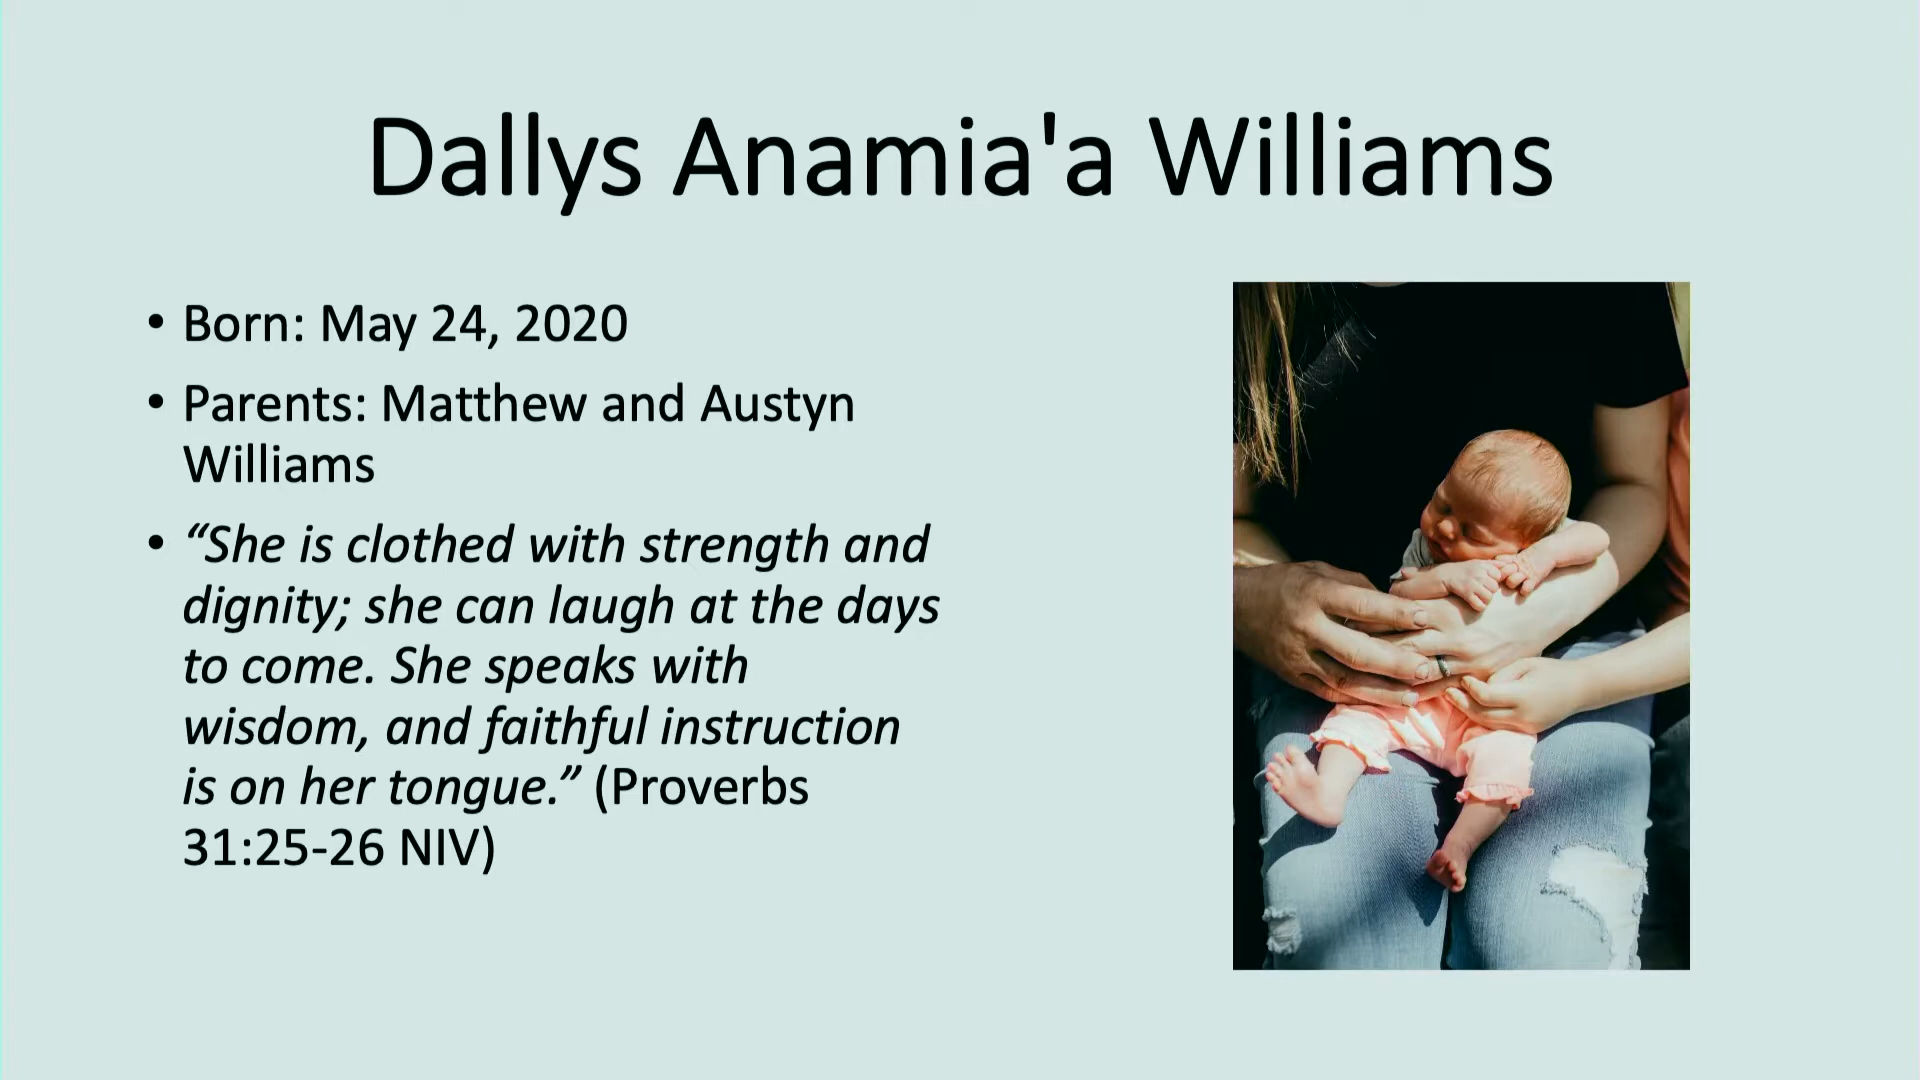 Dallys Anamia'a Williams
• Born: May 24, 2020
• Parents: Matthew and Austyn
Williams
• “She is clothed with strength and
dignity; she can laugh at the days
to come. She speaks with
wisdom, and faithful instruction
is on her tongue.” (Proverbs
31:25-26 NIV)